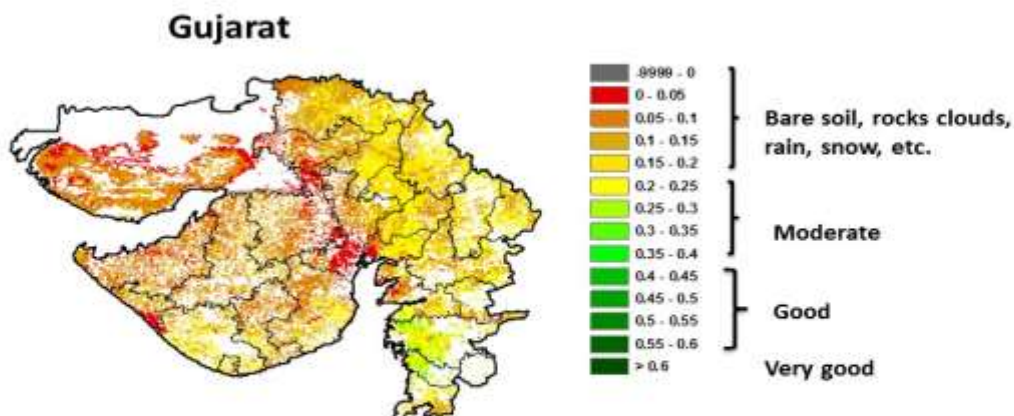 Gujarat
-9999 - 0
0 - 0.05
0.05 - 0.1
0.1 - 0.15
0.15 - 0.2
0.2 - 0.25
0.25 - 0.3
0.3 - 0.35
0.35 - 0.4
0.4 - 0.45
0.45 - 0.5
0.5 - 0.55
0.55 - 0.6
> 0.6
Bare soil, rocks clouds,
rain, snow, etc.
Moderate
Good
Very good